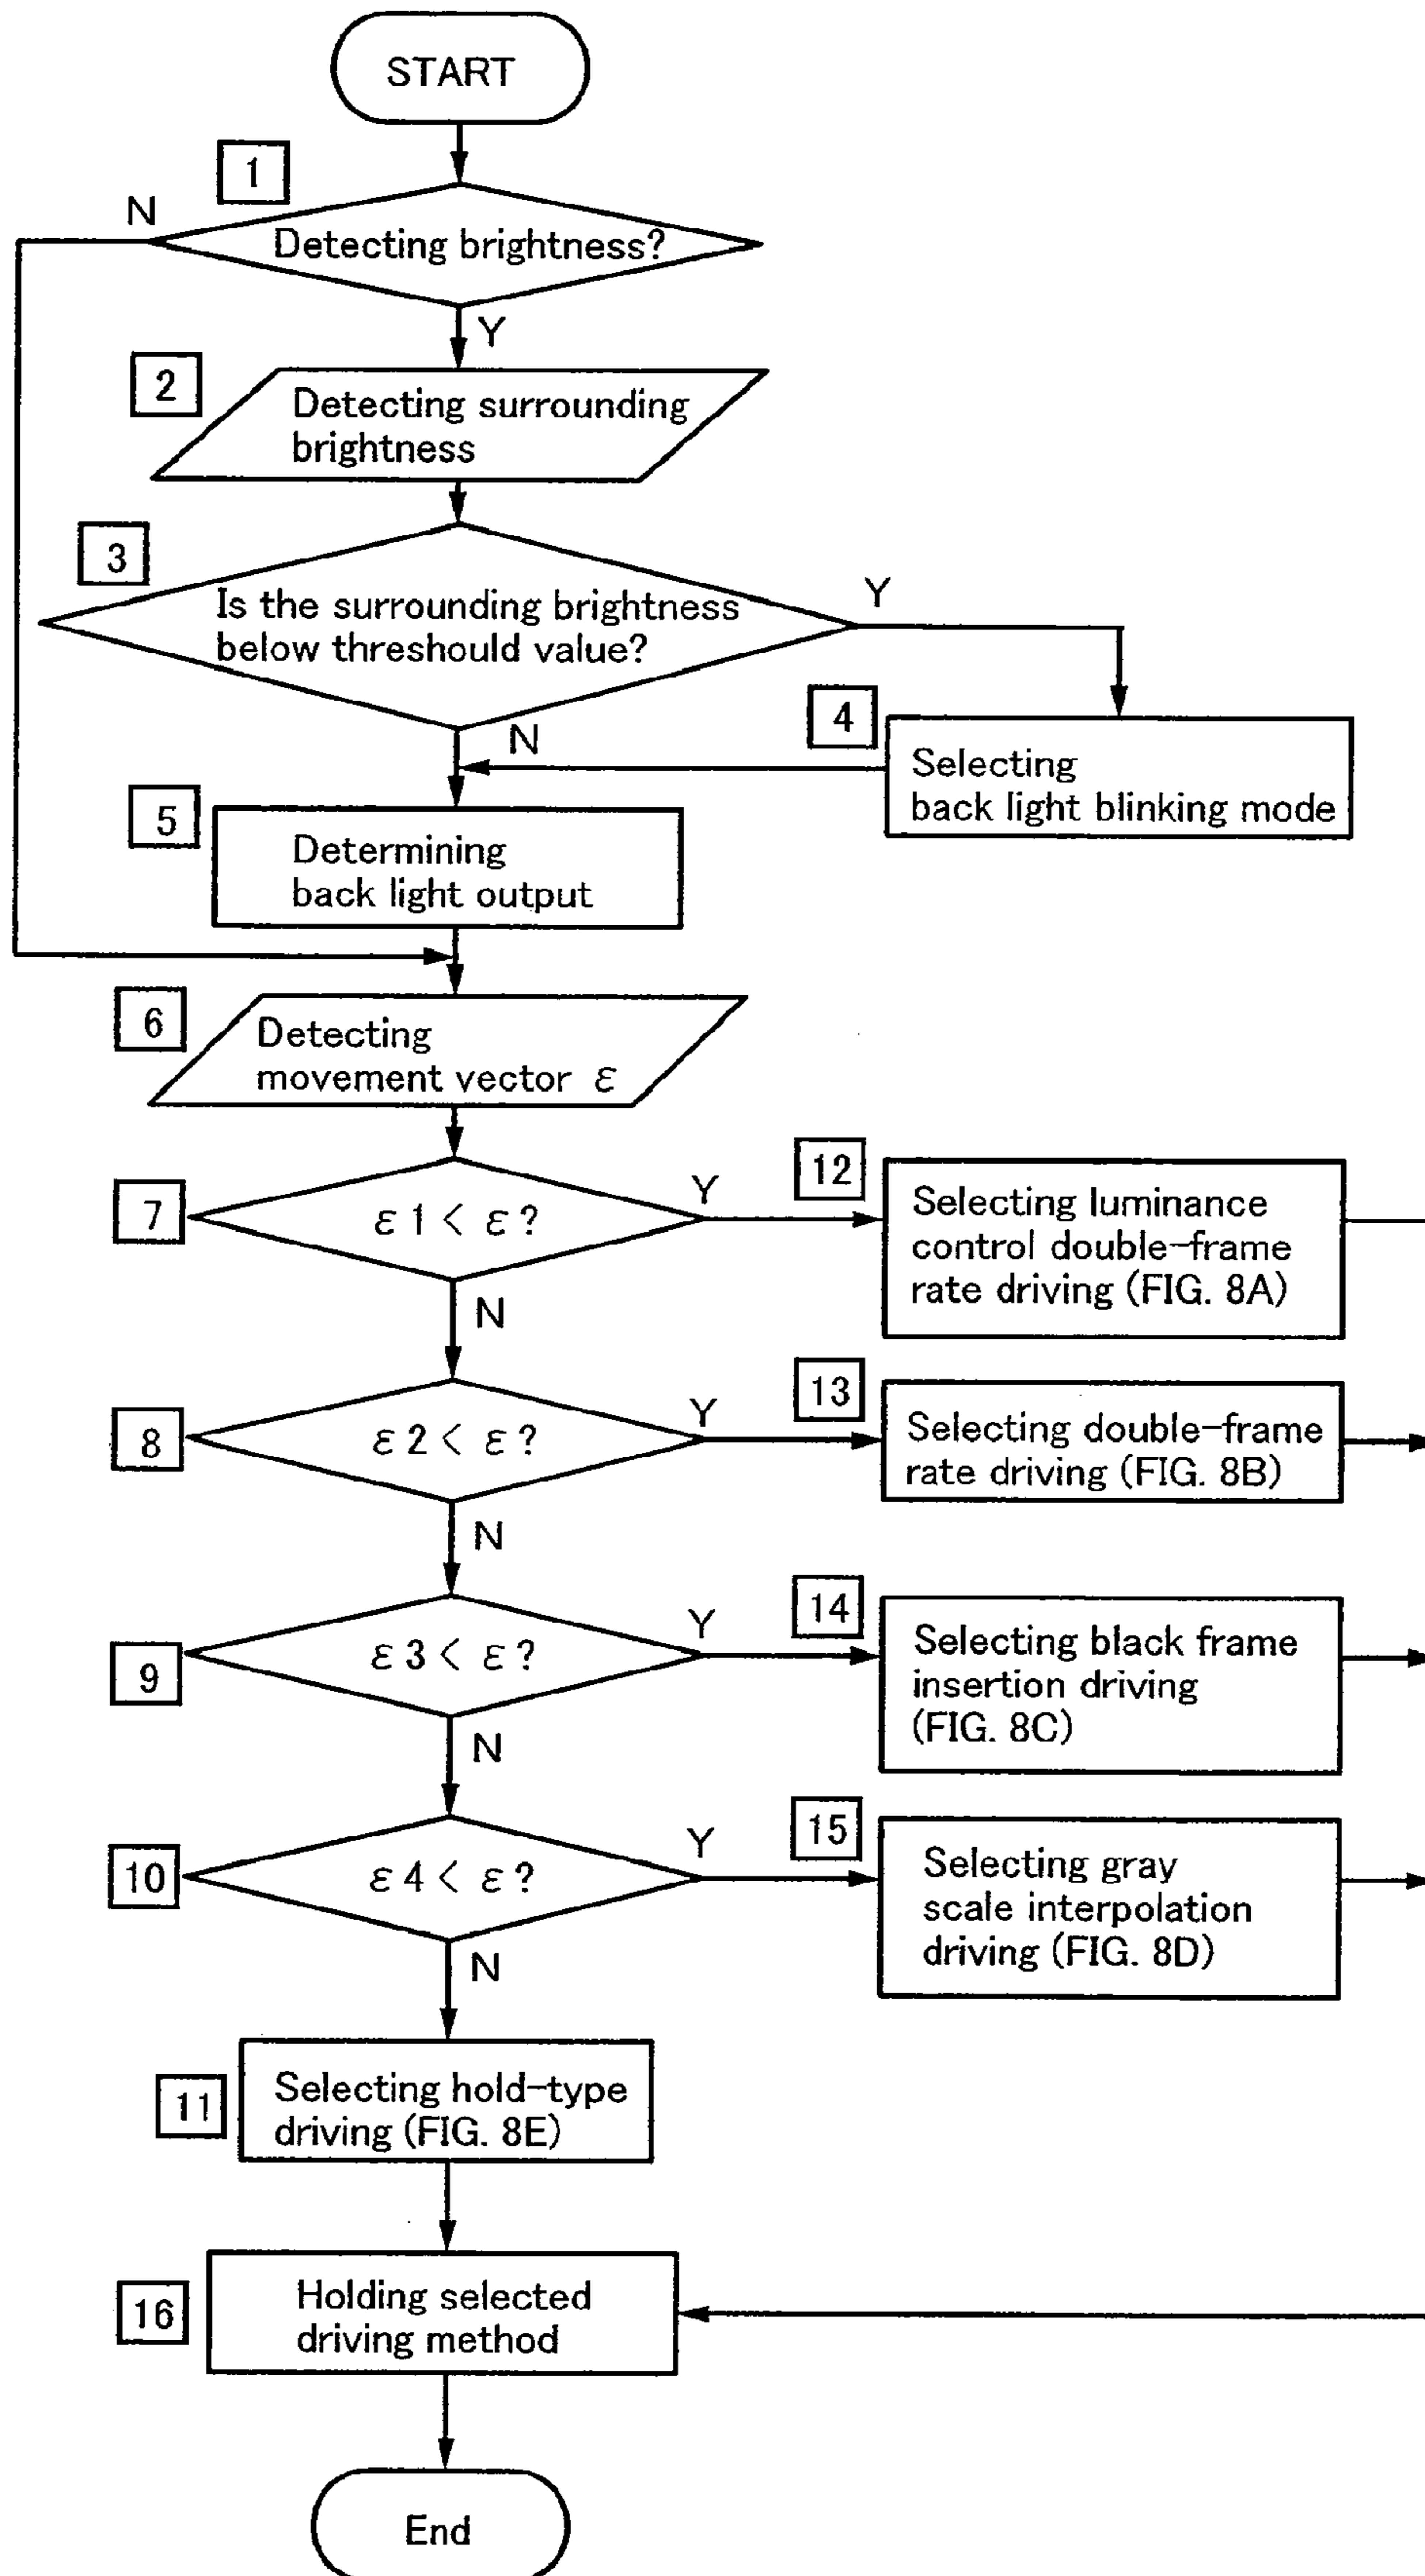 START
1
N
Detecting brightness?
Y
2
Detecting surrounding
brightness
3
Is the surrounding brightness
below threshould value?
Y
N
4
Selecting
back light blinking mode
5
Determining
back light output
6
Detecting
movement vector ε
7
ε1 < ε?
Y
12
Selecting luminance
control double-frame
rate driving (FIG. 8A)
N
8
ε2 < ε?
Y
13
Selecting double-frame
rate driving (FIG. 8B)
N
9
ε3 < ε?
Y
14
Selecting black frame
insertion driving
(FIG. 8C)
N
10
ε4 < ε?
Y
15
Selecting gray
scale interpolation
driving (FIG. 8D)
N
11
Selecting hold-type
driving (FIG. 8E)
16
Holding selected
driving method
End